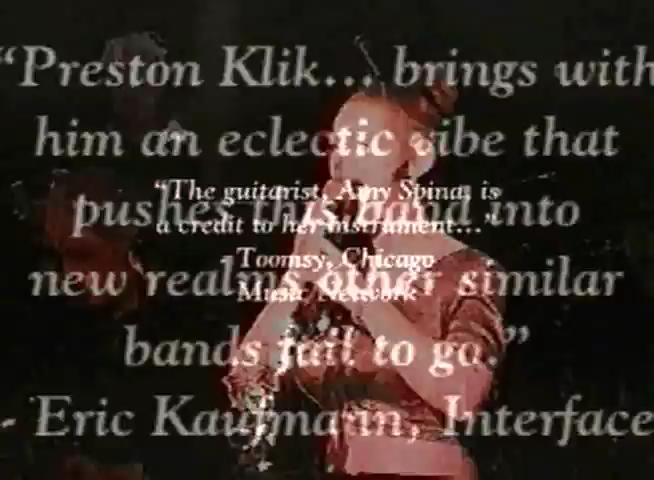 “Preston Klik... brings with
him an eclectic vibe that
pushes this band into
new realms other similar
bands fail to go.”
- Eric Kaufmann, Interface
“The guitarist, Amy Spina, is
a credit to her instrument...”
Toomsy, Chicago
Music Network